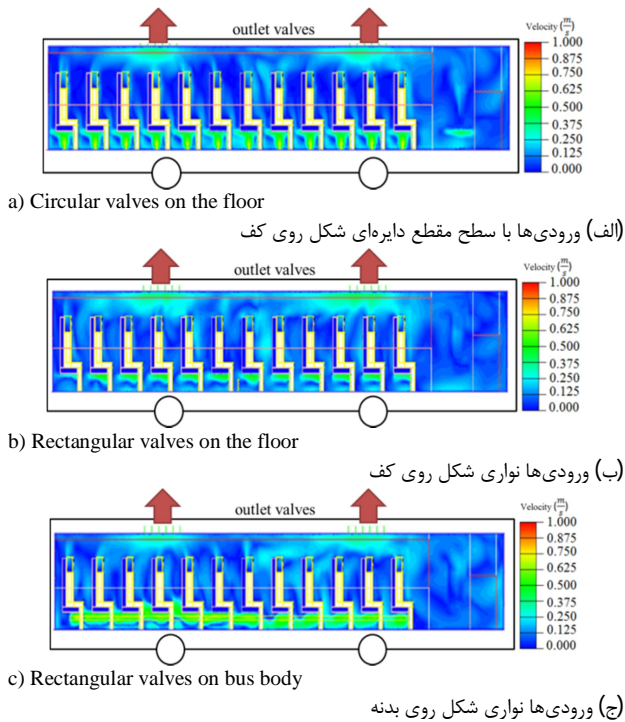 outlet valves
Velocity (m/s)
1.000
0.875
0.750
0.625
0.500
0.375
0.250
0.125
0.000
a) Circular valves on the floor
الف) ورودی‌ها با سطح مقطع دایره‌ای شکل روی کف
outlet valves
Velocity (m/s)
1.000
0.875
0.750
0.625
0.500
0.375
0.250
0.125
0.000
b) Rectangular valves on the floor
ب) ورودی‌ها نواری شکل روی کف
outlet valves
Velocity (m/s)
1.000
0.875
0.750
0.625
0.500
0.375
0.250
0.125
0.000
c) Rectangular valves on bus body
ج) ورودی‌ها نواری شکل روی بدنه